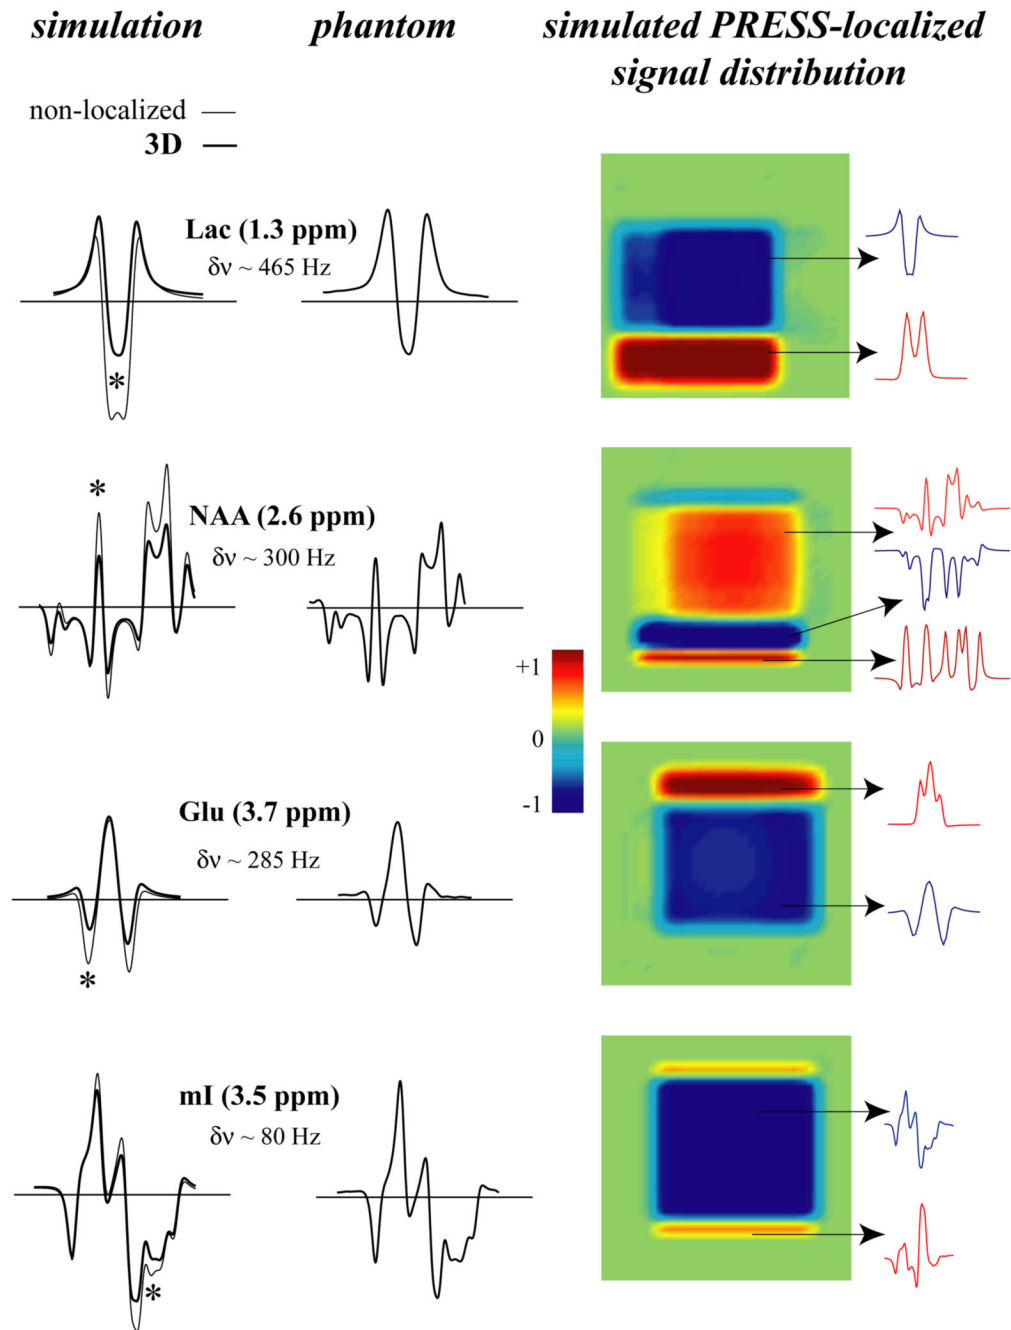 simulation
phantom
simulated PRESS-localized
signal distribution
non-localized
3D
Lac (1.3 ppm)
δν ~ 465 Hz
*
*
NAA (2.6 ppm)
δν ~ 300 Hz
+1
0
-1
Glu (3.7 ppm)
δν ~ 285 Hz
*
mI (3.5 ppm)
δν ~ 80 Hz
*